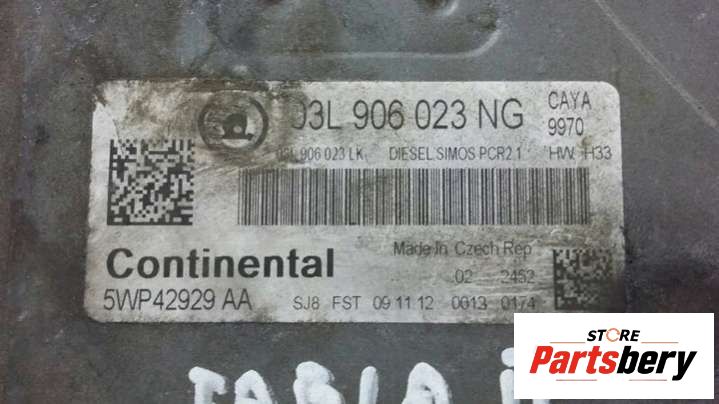 03L 906 023 NG CAYA
9970
03L 906 023 LK DIESEL SIMOS PCR2.1 HW: H33
Continental Made In Czech Rep
02 2452
5WP42929 AA SJ8 FST 09.11.12 0013 0174
STORE
Partsbery